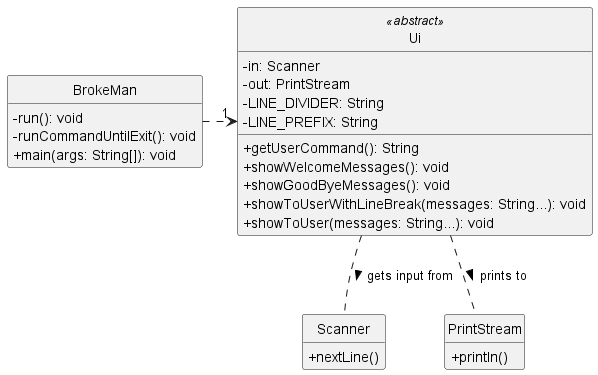 «abstract»
Ui
-in: Scanner
-out: PrintStream
-LINE_DIVIDER: String
-LINE_PREFIX: String
+getUserCommand(): String
+showWelcomeMessages(): void
+showGoodByeMessages(): void
+showToUserWithLineBreak(messages: String...): void
+showToUser(messages: String...): void
BrokeMan
-run(): void
-runCommandUntilExit(): void
+main(args: String[]): void
1
gets input from
prints to
Scanner
+nextLine()
PrintStream
+println()